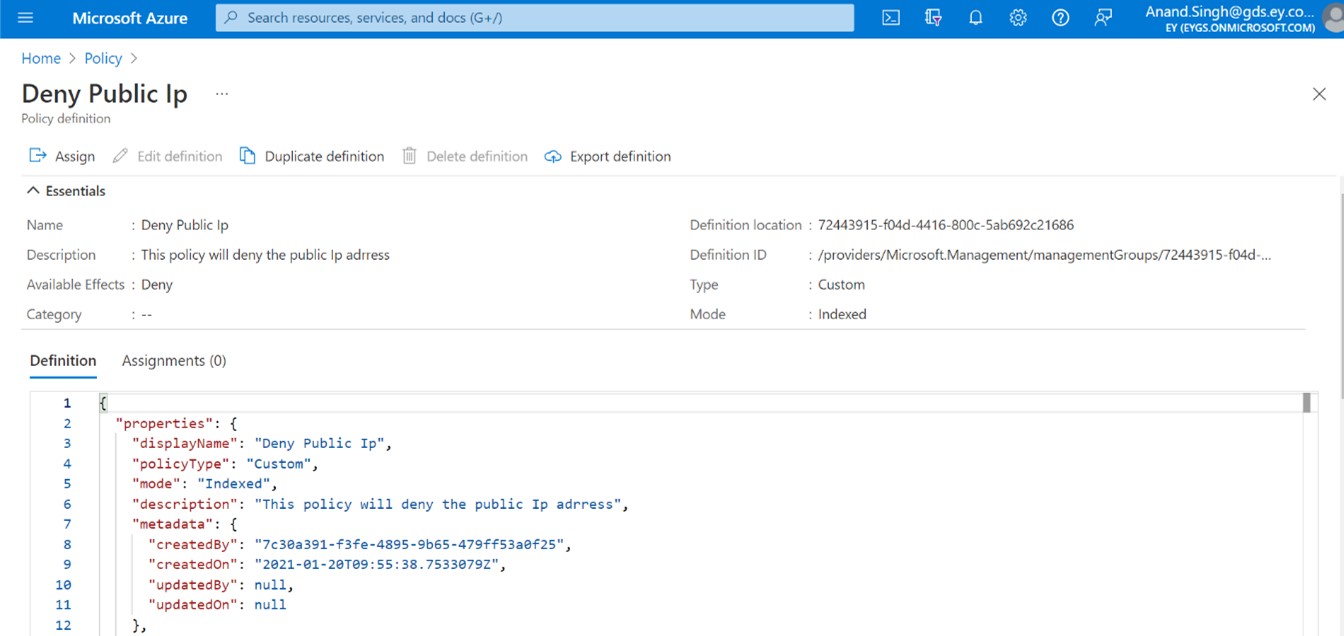 Microsoft Azure
Search resources, services, and docs (G+/)
Anand.Singh@gds.ey.co...
EY (EYGS.ONMICROSOFT.COM)
Home > Policy >
Deny Public Ip ...
Policy definition
Assign Edit definition Duplicate definition Delete definition Export definition
Essentials
Name : Deny Public Ip
Definition location : 72443915-f04d-4416-800c-5ab692c21686
Description : This policy will deny the public Ip adrress
Definition ID : /providers/Microsoft.Management/managementGroups/72443915-f04d-...
Available Effects : Deny
Type : Custom
Category : --
Mode : Indexed
Definition Assignments (0)
1 {
2 "properties": {
3 "displayName": "Deny Public Ip",
4 "policyType": "Custom",
5 "mode": "Indexed",
6 "description": "This policy will deny the public Ip adrress",
7 "metadata": {
8 "createdBy": "7c30a391-f3fe-4895-9b65-479ff53a0f25",
9 "createdOn": "2021-01-20T09:55:38.7533079Z",
10 "updatedBy": null,
11 "updatedOn": null
12 },